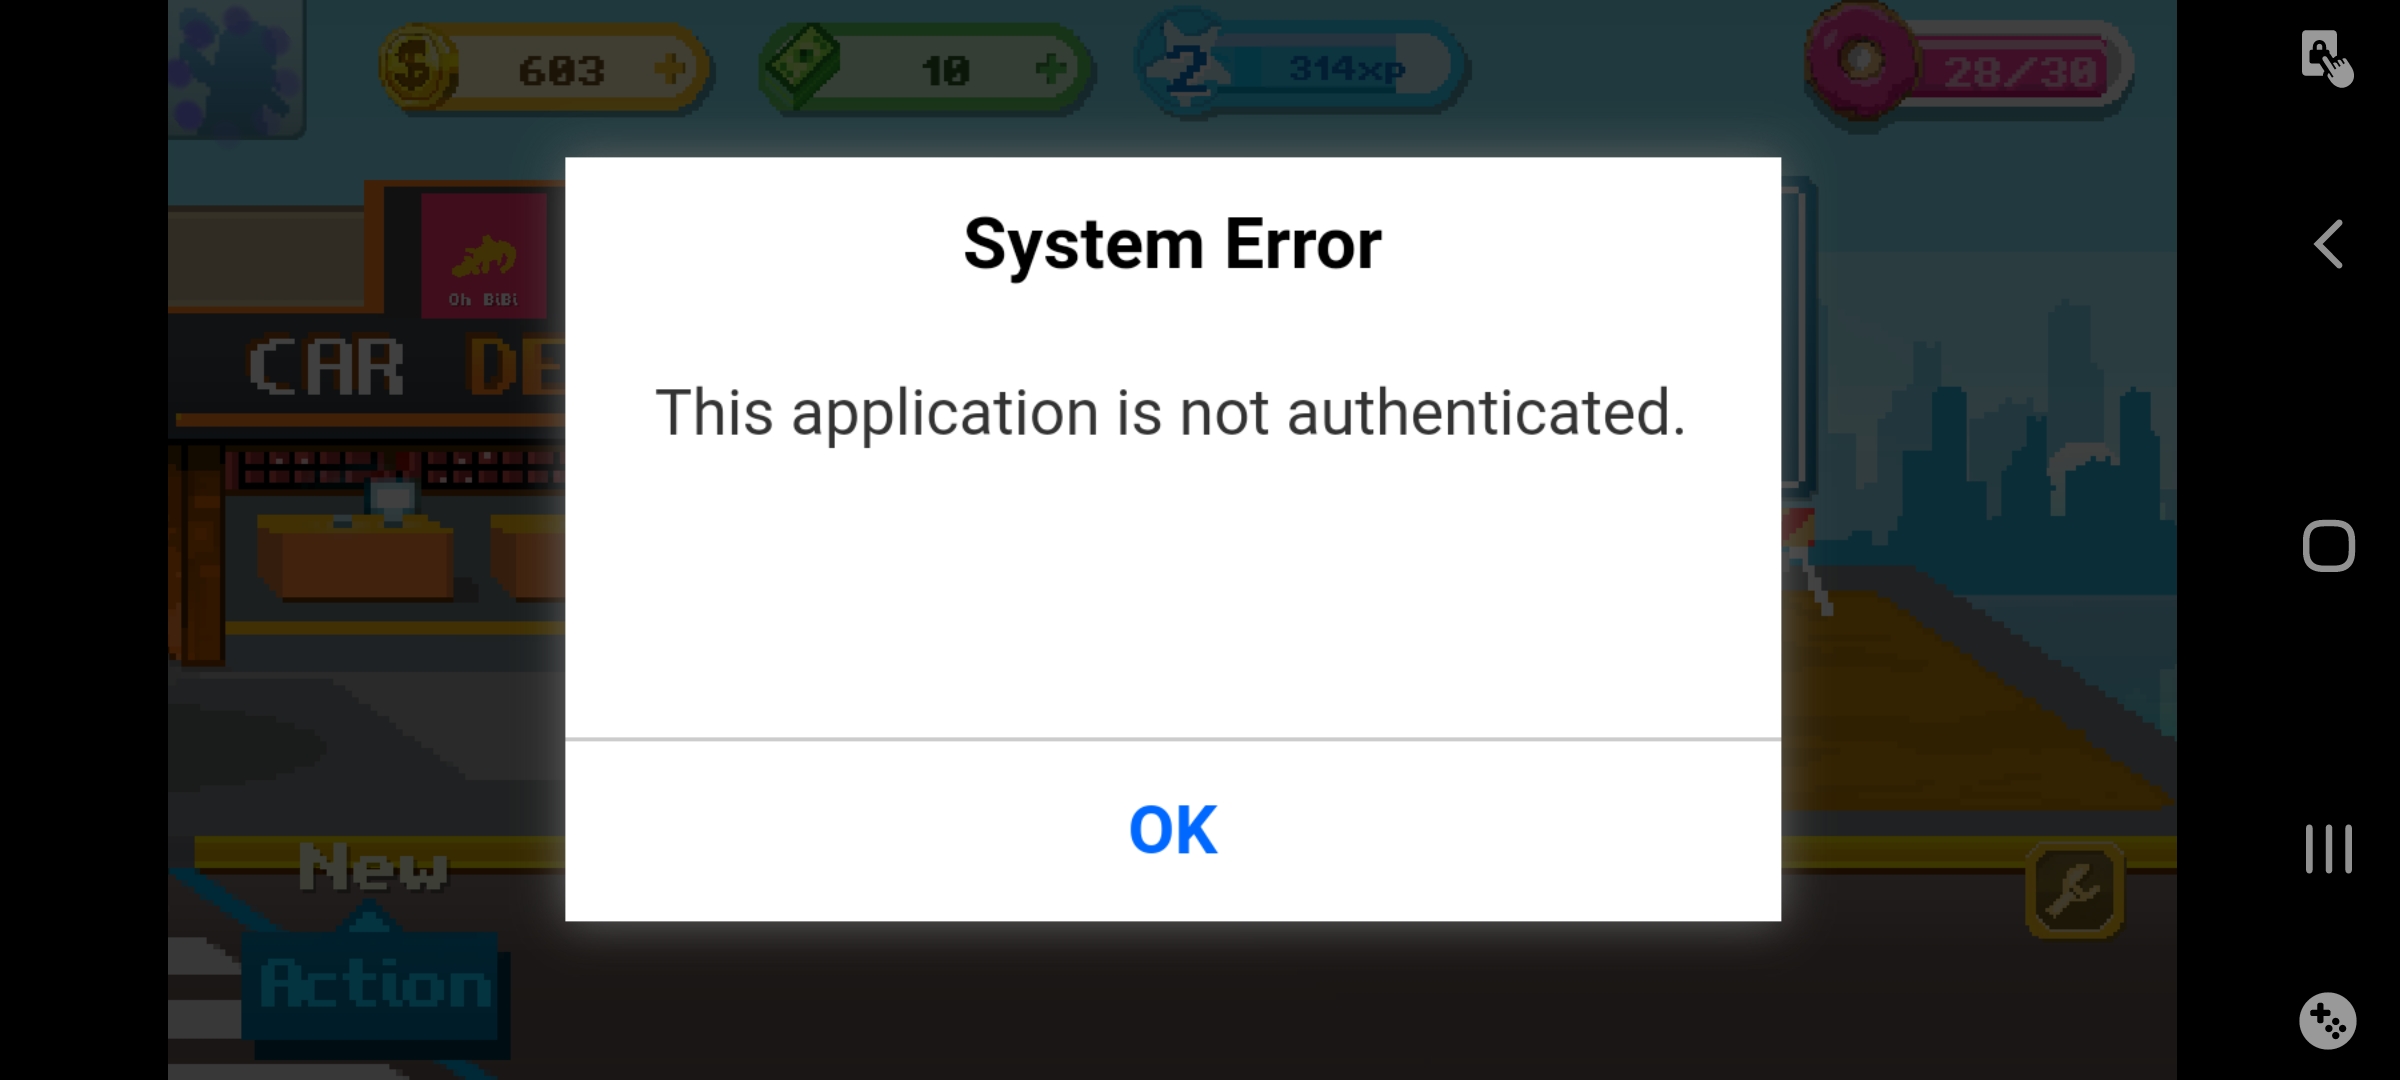 603
10
2
314xp
28/30
System Error
Oh BiBi
CAR DE
This application is not authenticated.
OK
New
Action